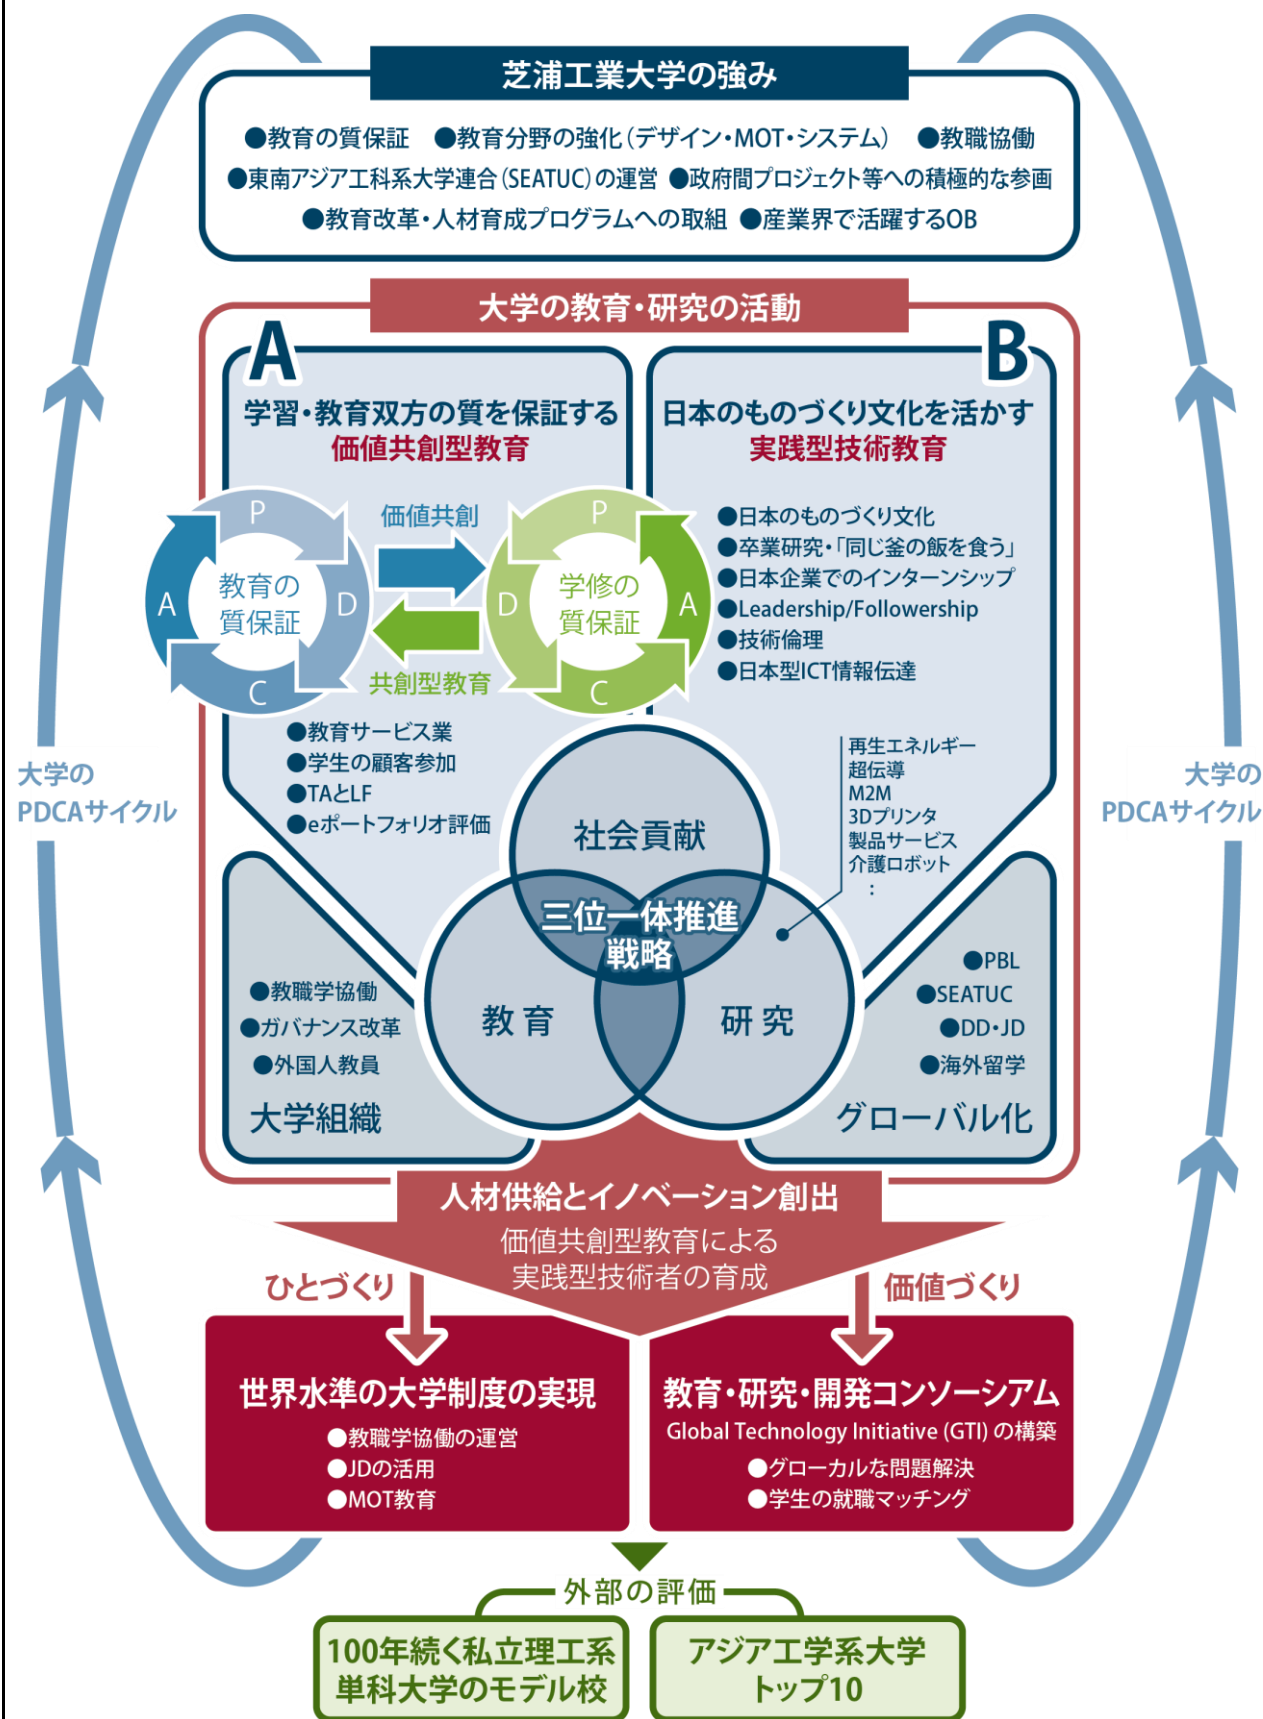 芝浦工業大学の強み
●教育の質保証 ●教育分野の強化(デザイン・MOT・システム) ●教職協働
●東南アジア工科系大学連合(SEATUC)の運営 ●政府間プロジェクト等への積極的な参画
●教育改革・人材育成プログラムへの取組 ●産業界で活躍するOB
大学の教育・研究の活動
A
学習・教育双方の質を保証する
価値共創型教育
B
日本のものづくり文化を活かす
実践型技術教育
P
D
C
A
教育の
質保証
価値共創
共創型教育
P
D
C
A
学修の
質保証
●日本のものづくり文化
●卒業研究・「同じ釜の飯を食う」
●日本企業でのインターンシップ
●Leadership/Followership
●技術倫理
●日本型ICT情報伝達
●教育サービス業
●学生の顧客参加
●TAとLF
●eポートフォリオ評価
再生エネルギー
超伝導
M2M
3Dプリンタ
製品サービス
介護ロボット
:
大学の
PDCAサイクル
大学の
PDCAサイクル
社会貢献
三位一体推進
戦略
教育
研究
●教職学協働
●ガバナンス改革
●外国人教員
大学組織
●PBL
●SEATUC
●DD・JD
●海外留学
グローバル化
人材供給とイノベーション創出
価値共創型教育による
実践型技術者の育成
ひとづくり
価値づくり
世界水準の大学制度の実現
●教職学協働の運営
●JDの活用
●MOT教育
教育・研究・開発コンソーシアム
Global Technology Initiative (GTI) の構築
●グローカルな問題解決
●学生の就職マッチング
外部の評価
100年続く私立理工系
単科大学のモデル校
アジア工学系大学
トップ10